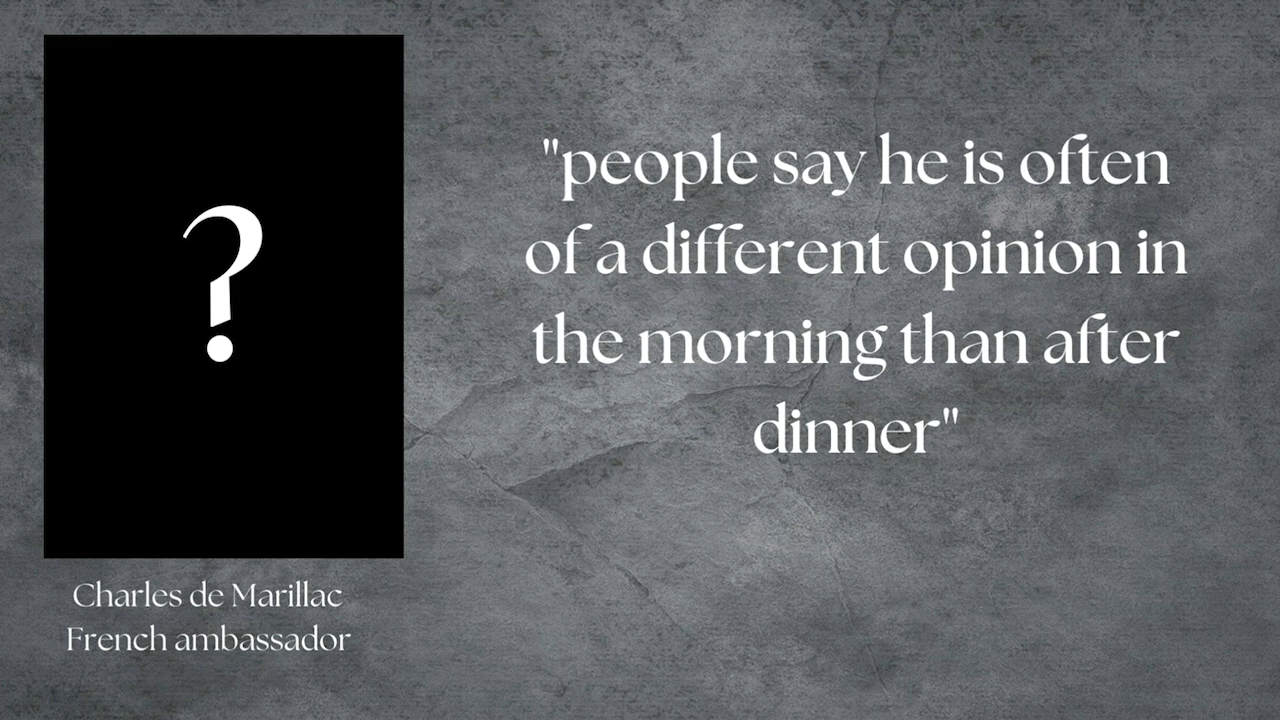 ?
"people say he is often
of a different opinion in
the morning than after
dinner"
Charles de Marillac
French ambassador